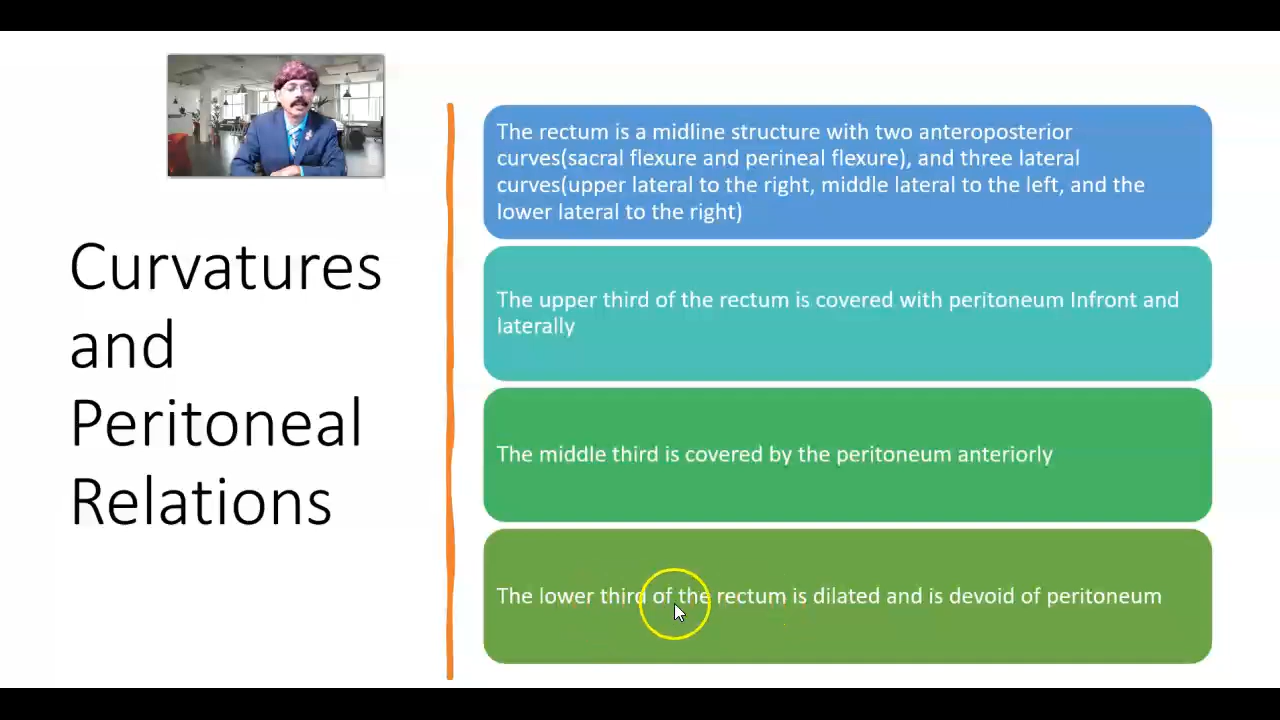 Curvatures
and
Peritoneal
Relations
The rectum is a midline structure with two anteroposterior
curves(sacral flexure and perineal flexure), and three lateral
curves(upper lateral to the right, middle lateral to the left, and the
lower lateral to the right)
The upper third of the rectum is covered with peritoneum Infront and
laterally
The middle third is covered by the peritoneum anteriorly
The lower third of the rectum is dilated and is devoid of peritoneum